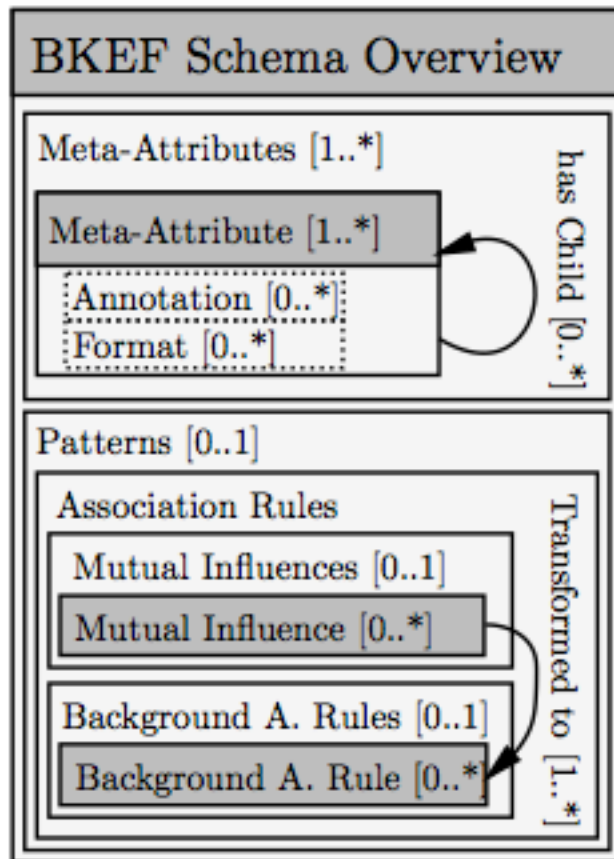 BKEF Schema Overview
Meta-Attributes [1..*]
Meta-Attribute [1..*]
Annotation [0..*]
Format [0..*]
has Child [0..*]
Patterns [0..1]
Association Rules
Mutual Influences [0..1]
Mutual Influence [0..*]
Background A. Rules [0..1]
Background A. Rule [0..*]
Transformed to [1..*]